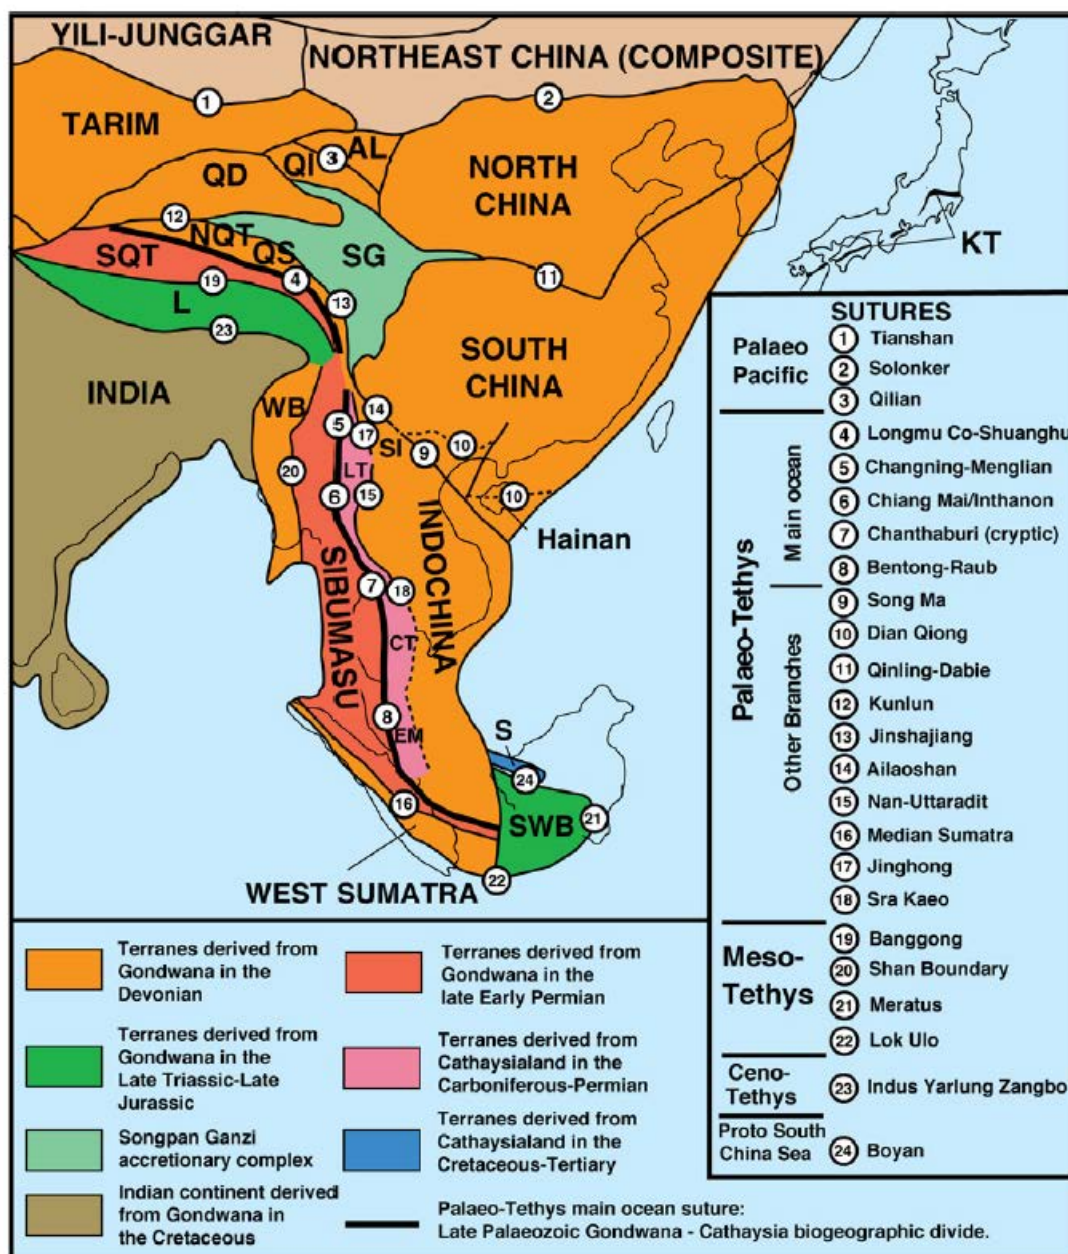 YILI-JUNGGAR
NORTHEAST CHINA (COMPOSITE)
1
2
TARIM
AL
QI
3
NORTH
CHINA
QD
12
NQT
QS
SG
SQT
4
KT
11
19
L
13
23
SOUTH
CHINA
INDIA
WB
14
5
17
SI
10
9
20
LT
6
15
10
Hainan
INDOCHINA
SIBUMASU
7
18
CT
8
EM
S
24
16
SWB
21
22
WEST SUMATRA
SUTURES
Palaeo
Pacific
1 Tianshan
2 Solonker
3 Qilian
Palaeo-Tethys
Main ocean
4 Longmu Co-Shuanghu
5 Changning-Menglian
6 Chiang Mai/Inthanon
7 Chanthaburi (cryptic)
8 Bentong-Raub
Other Branches
9 Song Ma
10 Dian Qiong
11 Qinling-Dabie
12 Kunlun
13 Jinshajiang
14 Ailaoshan
15 Nan-Uttaradit
16 Median Sumatra
17 Jinghong
18 Sra Kaeo
Meso-
Tethys
19 Banggong
20 Shan Boundary
21 Meratus
22 Lok Ulo
Ceno-
Tethys
23 Indus Yarlung Zangbo
Proto South
China Sea
24 Boyan
Terranes derived from
Gondwana in the
Devonian
Terranes derived from
Gondwana in the
late Early Permian
Terranes derived from
Gondwana in the
Late Triassic-Late
Jurassic
Terranes derived from
Cathaysialand in the
Carboniferous-Permian
Songpan Ganzi
accretionary complex
Terranes derived from
Cathaysialand in the
Cretaceous-Tertiary
Indian continent derived
from Gondwana in
the Cretaceous
Palaeo-Tethys main ocean suture:
Late Palaeozoic Gondwana - Cathaysia biogeographic divide.